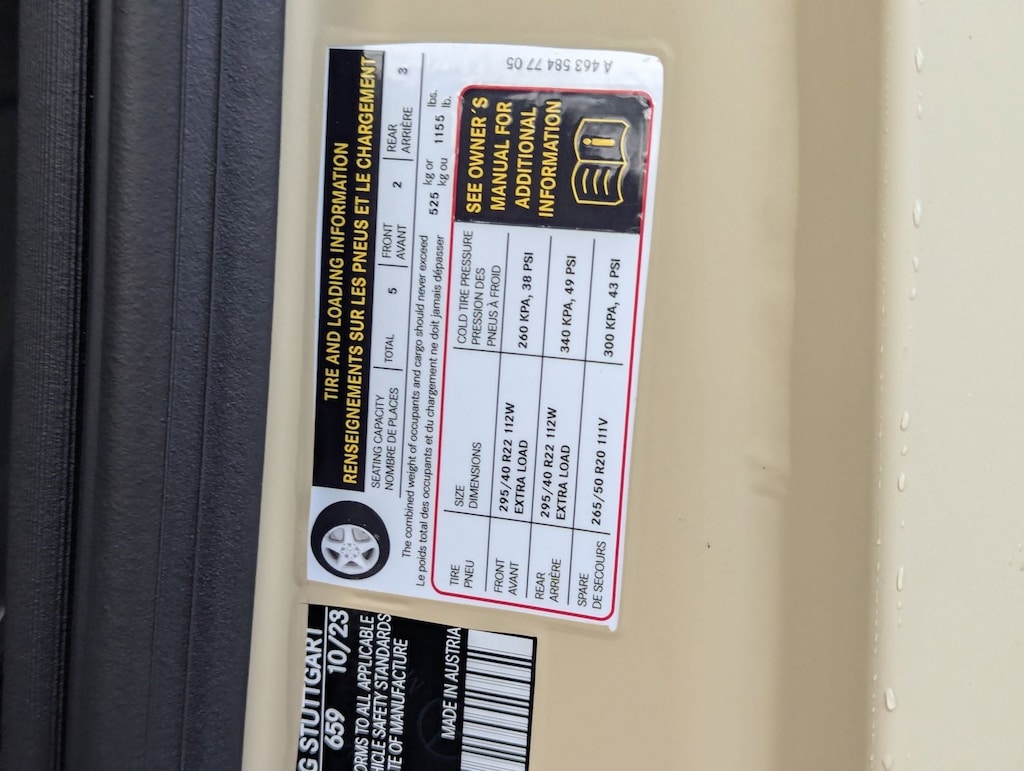 A 463 584 77 05
TIRE AND LOADING INFORMATION
RENSEIGNEMENTS SUR LES PNEUS ET LE CHARGEMENT
SEATING CAPACITY TOTAL 5 FRONT 2 REAR 3
NOMBRE DE PLACES AVANT ARRIÈRE
The combined weight of occupants and cargo should never exceed 525 kg or 1155 lbs.
Le poids total des occupants et du chargement ne doit jamais dépasser kg ou lb.
TIRE SIZE COLD TIRE PRESSURE
PNEU DIMENSIONS PRESSION DES
PNEUS À FROID
FRONT 295/40 R22 112W 260 KPA, 38 PSI
AVANT EXTRA LOAD
REAR 295/40 R22 112W 340 KPA, 49 PSI
ARRIÈRE EXTRA LOAD
SPARE 265/50 R20 111V 300 KPA, 43 PSI
DE SECOURS
SEE OWNER'S
MANUAL FOR
ADDITIONAL
INFORMATION
G STUTTGART
659 10/23
ORMS TO ALL APPLICABLE
HICLE SAFETY STANDARDS
TE OF MANUFACTURE
MADE IN AUSTRIA